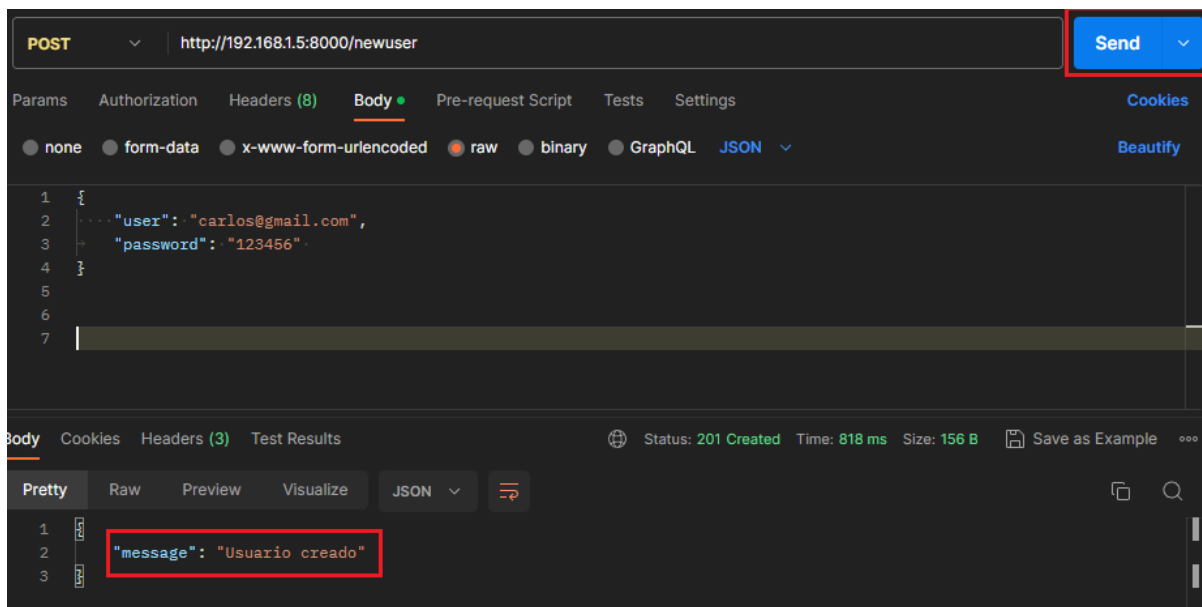 POST http://192.168.1.5:8000/newuser Send
Params Authorization Headers (8) Body Pre-request Script Tests Settings Cookies
none form-data x-www-form-urlencoded raw binary GraphQL JSON Beautify
1 {
2 "user": "carlos@gmail.com",
3 "password": "123456"
4 }
5
6
7
Body Cookies Headers (3) Test Results Status: 201 Created Time: 818 ms Size: 156 B Save as Example
Pretty Raw Preview Visualize JSON
1 {
2 "message": "Usuario creado"
3 }